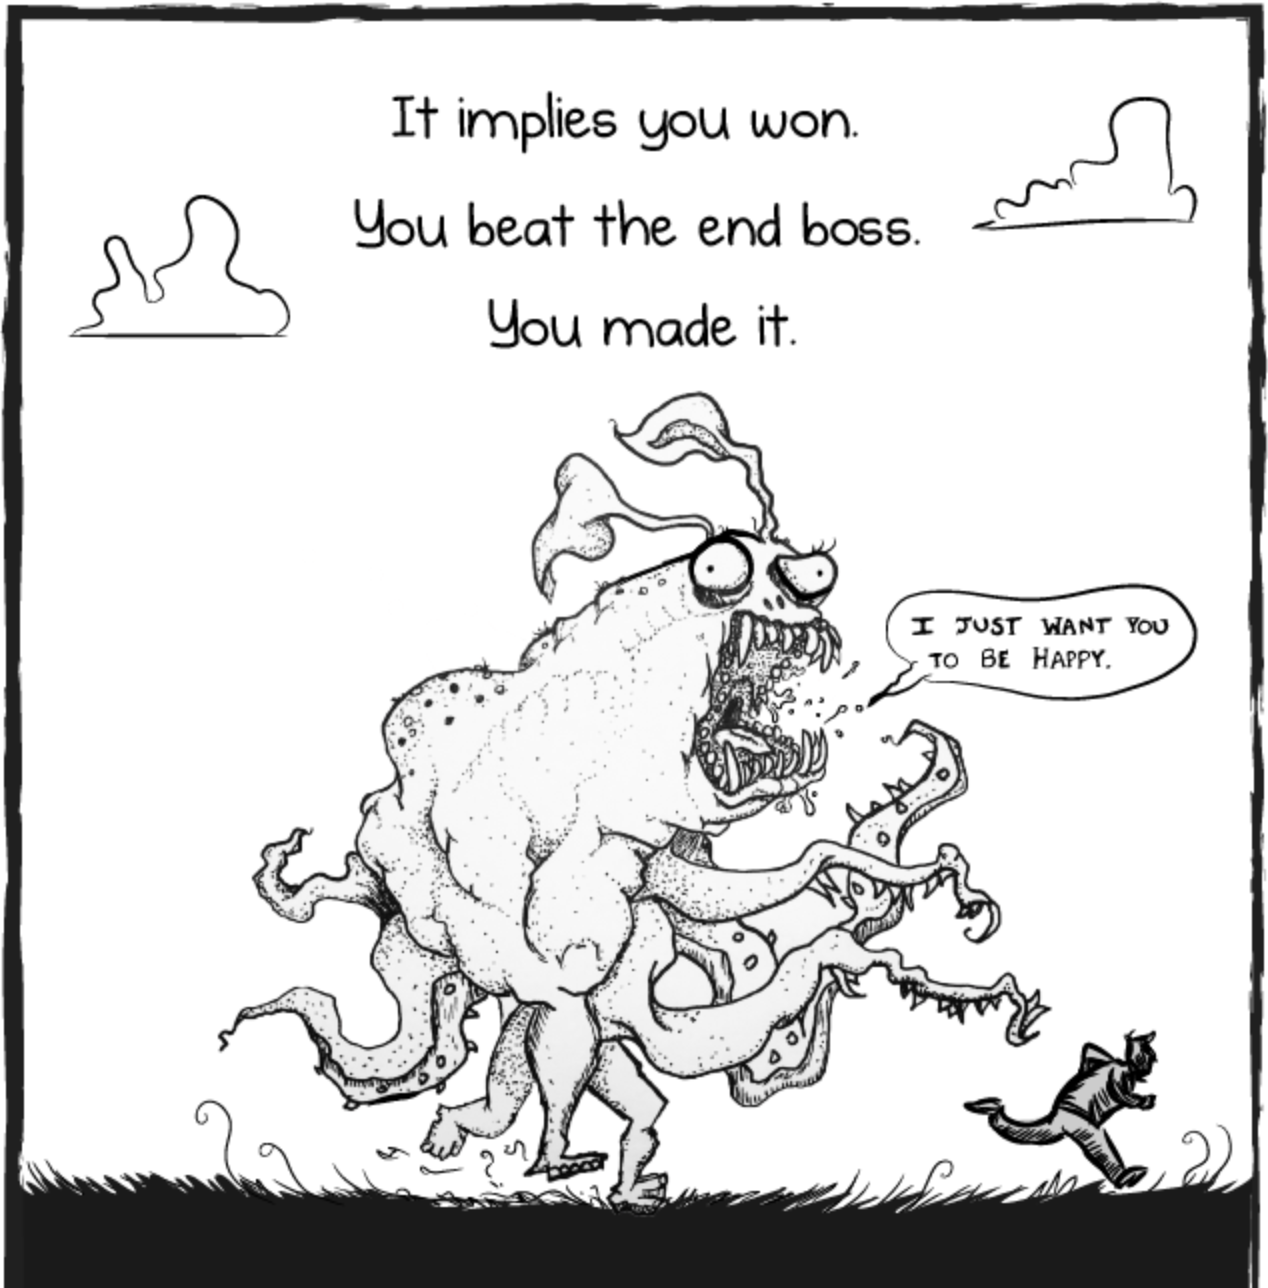 It implies you won.
You beat the end boss.
You made it.
I JUST WANT YOU
TO BE HAPPY.